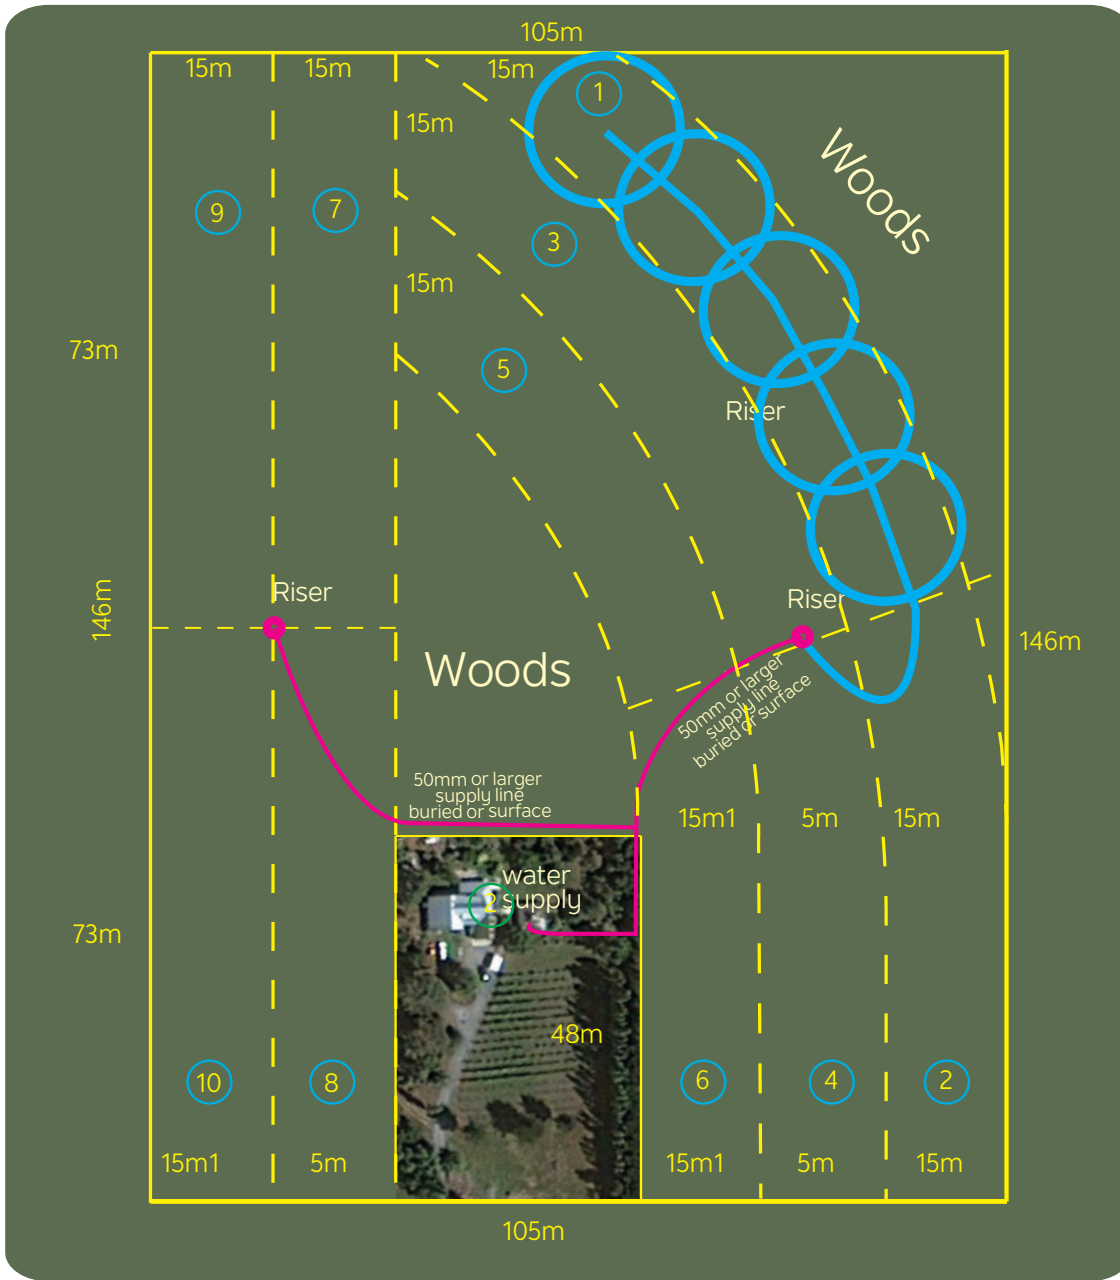 105m
15m
15m
15m
1
15m
Woods
9
7
3
15m
73m
5
Riser
Riser
Riser
146m
Woods
146m
50mm or larger
supply line
buried or surface
50mm or larger
supply line
buried or surface
15m1
5m
15m
water
supply
2
73m
48m
10
8
6
4
2
15m1
5m
15m1
5m
15m
105m